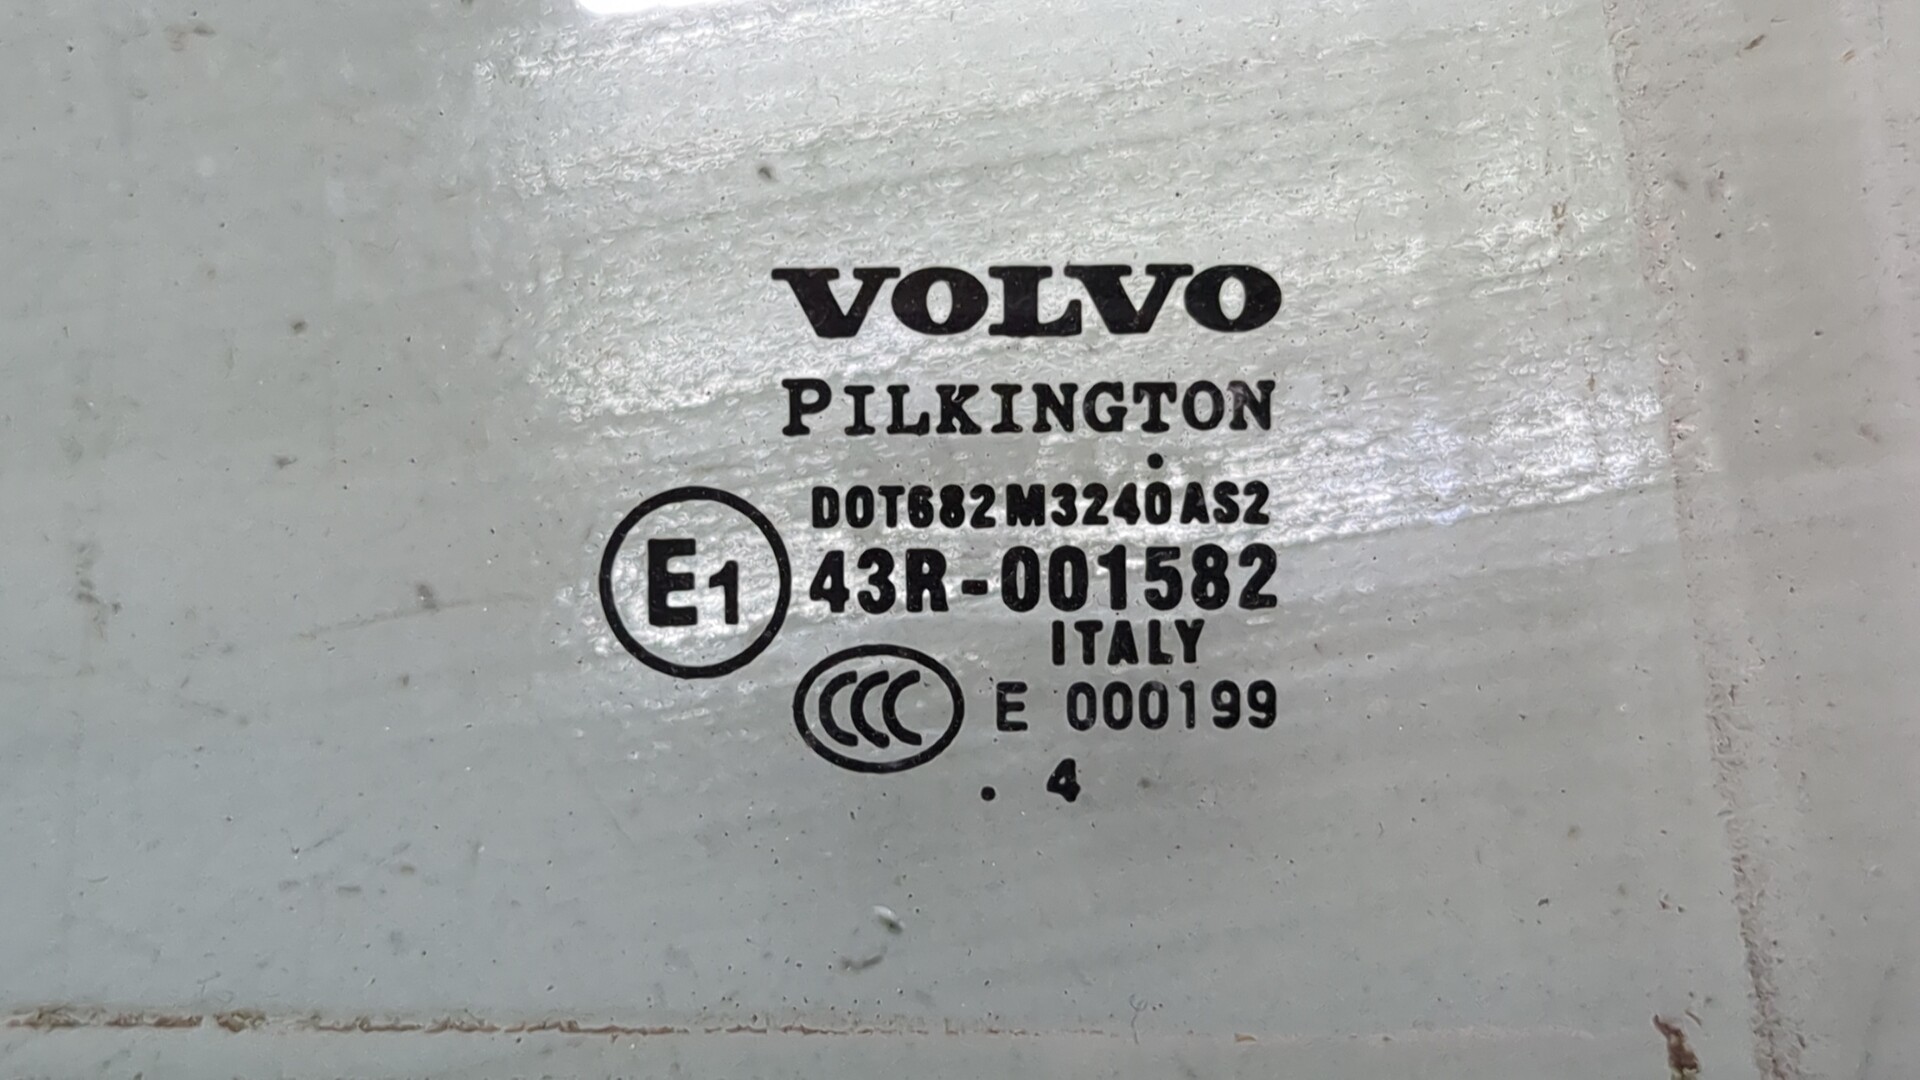 VOLVO
PILKINGTON
.
DOT682M3240AS2
E1 43R-001582
ITALY
CCC E 000199
. 4